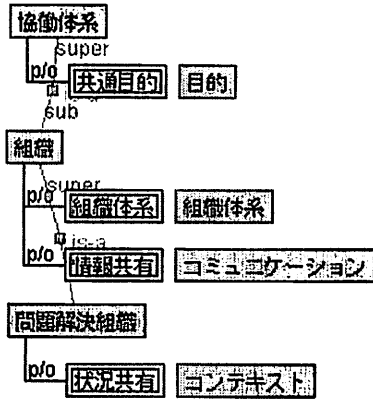 協働体系
super
p/o 共通目的 目的
sub
組織
super
p/o 組織体系 組織体系
is-a
p/o 情報共有 コミュニケーション
問題解決組織
p/o 状況共有 コンテキスト